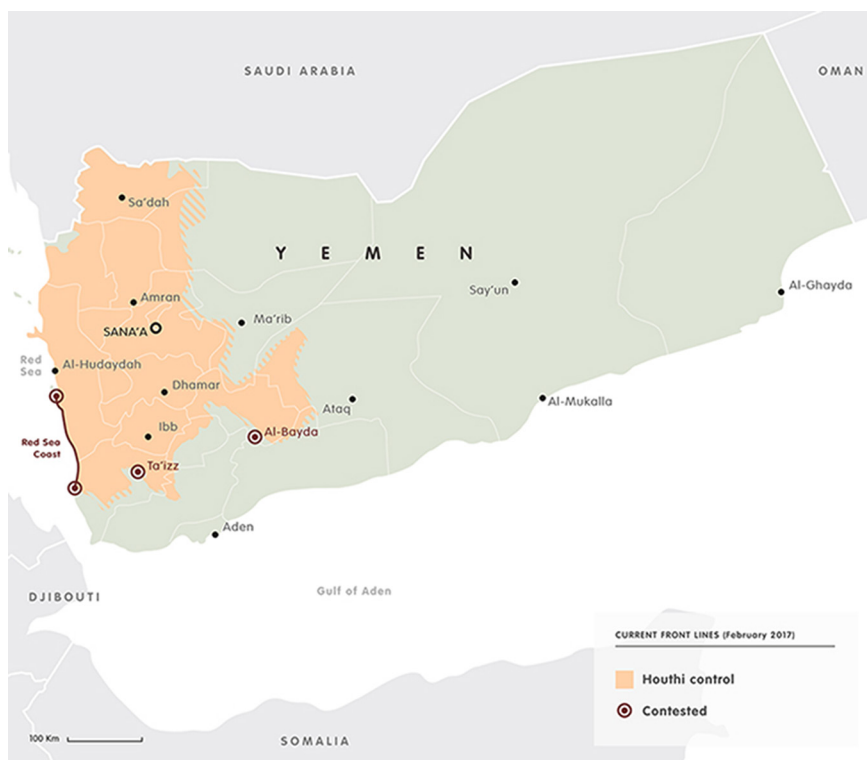 SAUDI ARABIA
OMAN
Sa'dah
YEMEN
Say'un
Al-Ghayda
Amran
Ma'rib
SANA'A
Red
Sea
Al-Hudaydah
Dhamar
Ataq
Al-Mukalla
Ibb
Al-Bayda
Red Sea
Coast
Ta'izz
Aden
Gulf of Aden
DJIBOUTI
CURRENT FRONT LINES (February 2017)
Houthi control
Contested
100 Km
SOMALIA